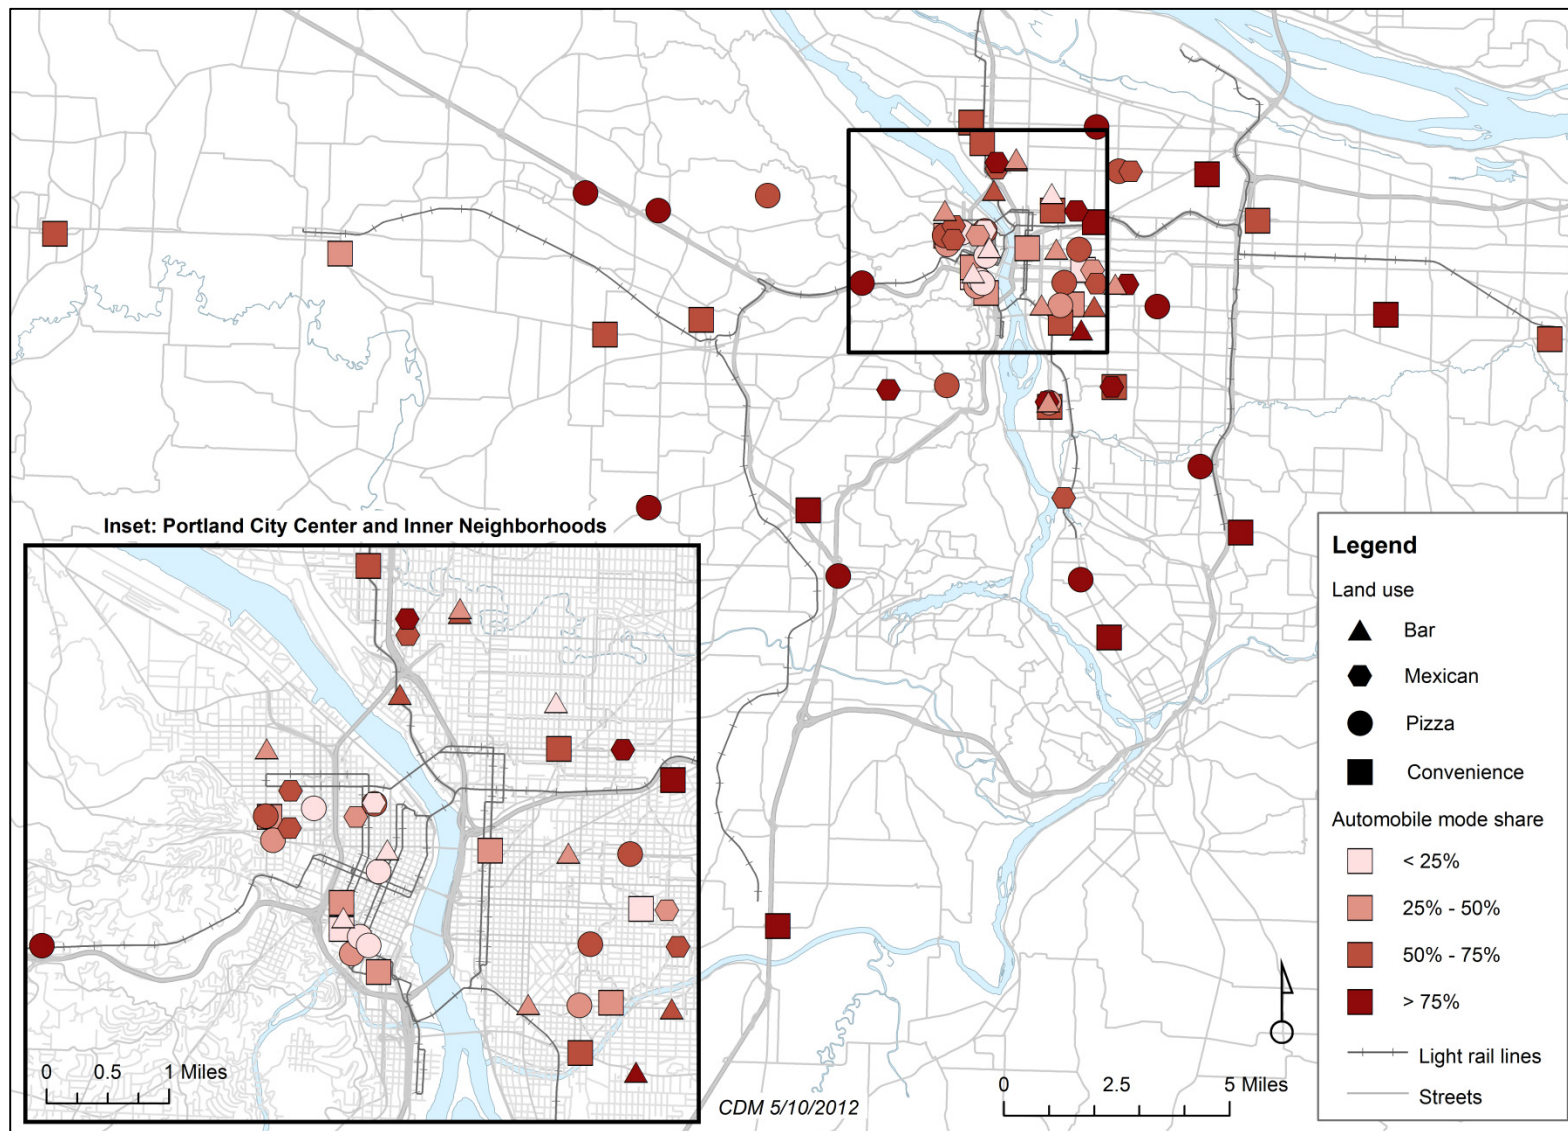 Inset: Portland City Center and Inner Neighborhoods
0 0.5 1 Miles
CDM 5/10/2012
0 2.5 5 Miles
Legend
Land use
Bar
Mexican
Pizza
Convenience
Automobile mode share
< 25%
25% - 50%
50% - 75%
> 75%
Light rail lines
Streets